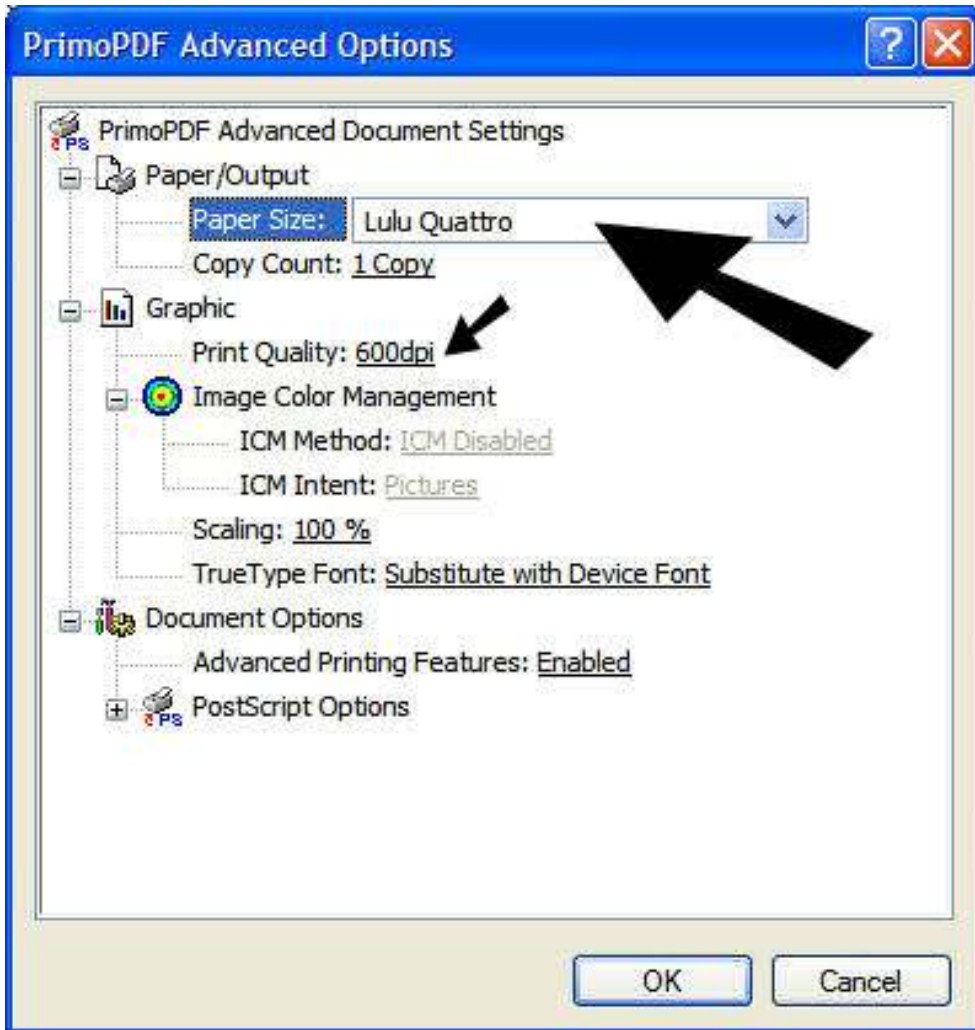 PrimoPDF Advanced Options
PrimoPDF Advanced Document Settings
Paper/Output
Paper Size: Lulu Quattro
Copy Count: 1 Copy
Graphic
Print Quality: 600dpi
Image Color Management
ICM Method: ICM Disabled
ICM Intent: Pictures
Scaling: 100 %
TrueType Font: Substitute with Device Font
Document Options
Advanced Printing Features: Enabled
PostScript Options
OK Cancel